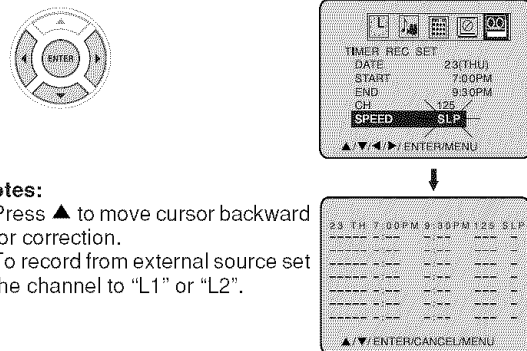 ENTER
TIMER REC SET
DATE 23(THU)
START 7:00PM
END 9:30PM
CH 125
SPEED SLP
▲/▼/◀/▶/ ENTER/MENU
otes:
Press ▲ to move cursor backward
or correction.
To record from external source set
he channel to “L1” or “L2”.
23 TH 7:00PM 9:30PM 125 SLP
----- -:-- --:-- --- ---
----- -:-- --:-- --- ---
----- -:-- --:-- --- ---
----- -:-- --:-- --- ---
----- -:-- --:-- --- ---
----- -:-- --:-- --- ---
▲/▼/ ENTER/CANCEL/MENU